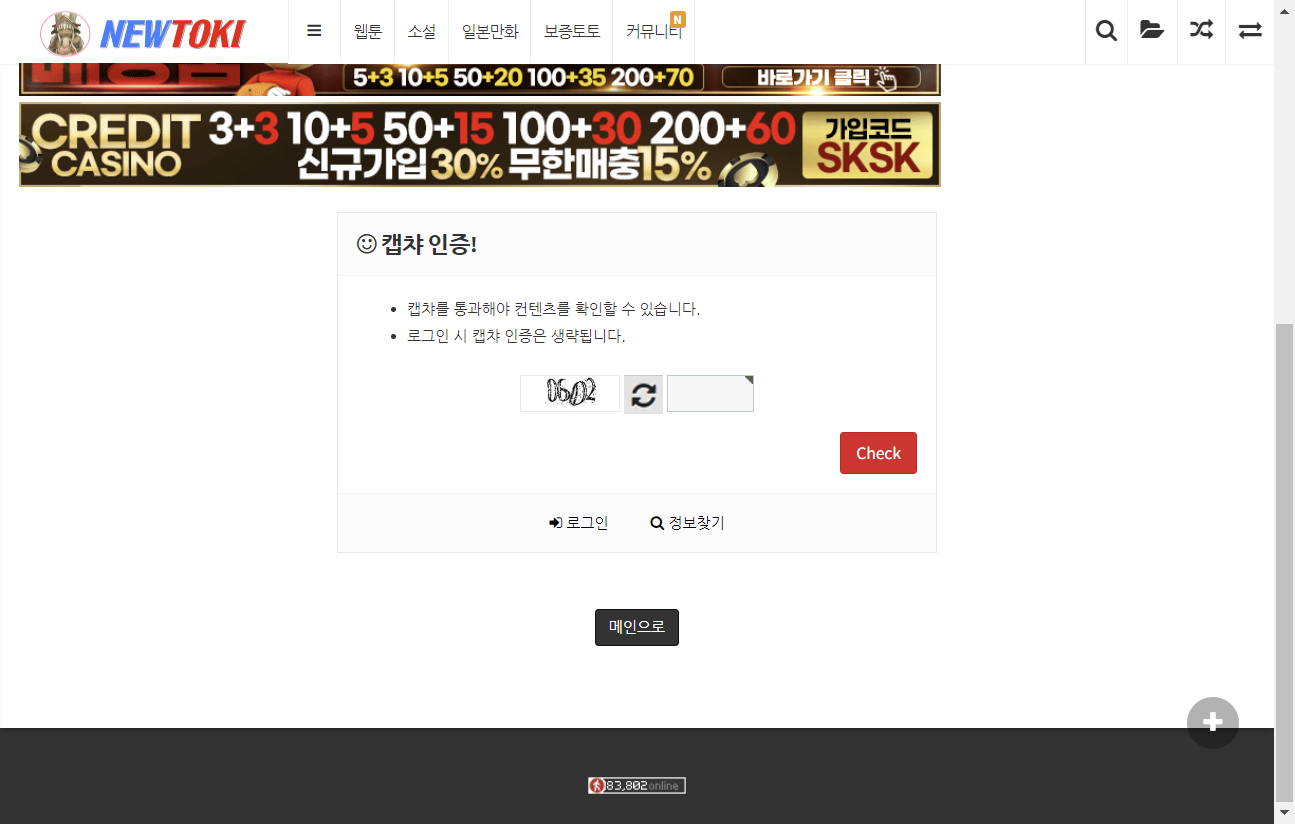 NEWTOKI
웹툰
소설
일본만화
보증토토
커뮤니티
N
5+3 10+5 50+20 100+35 200+70
바로가기 클릭
CREDIT CASINO
3+3 10+5 50+15 100+30 200+60
신규가입 30% 무한매충 15%
가입코드
SKSK
캡챠 인증!
캡챠를 통과해야 컨텐츠를 확인할 수 있습니다.
로그인 시 캡챠 인증은 생략됩니다.
Check
로그인
정보찾기
메인으로
83,802 online